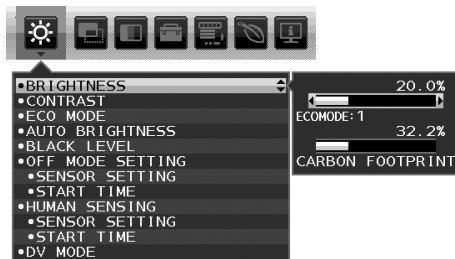 •BRIGHTNESS
•CONTRAST
•ECO MODE
•AUTO BRIGHTNESS
•BLACK LEVEL
•OFF MODE SETTING
•SENSOR SETTING
•START TIME
•HUMAN SENSING
•SENSOR SETTING
•START TIME
•DV MODE
20.0%
ECOMODE:1
32.2%
CARBON FOOTPRINT